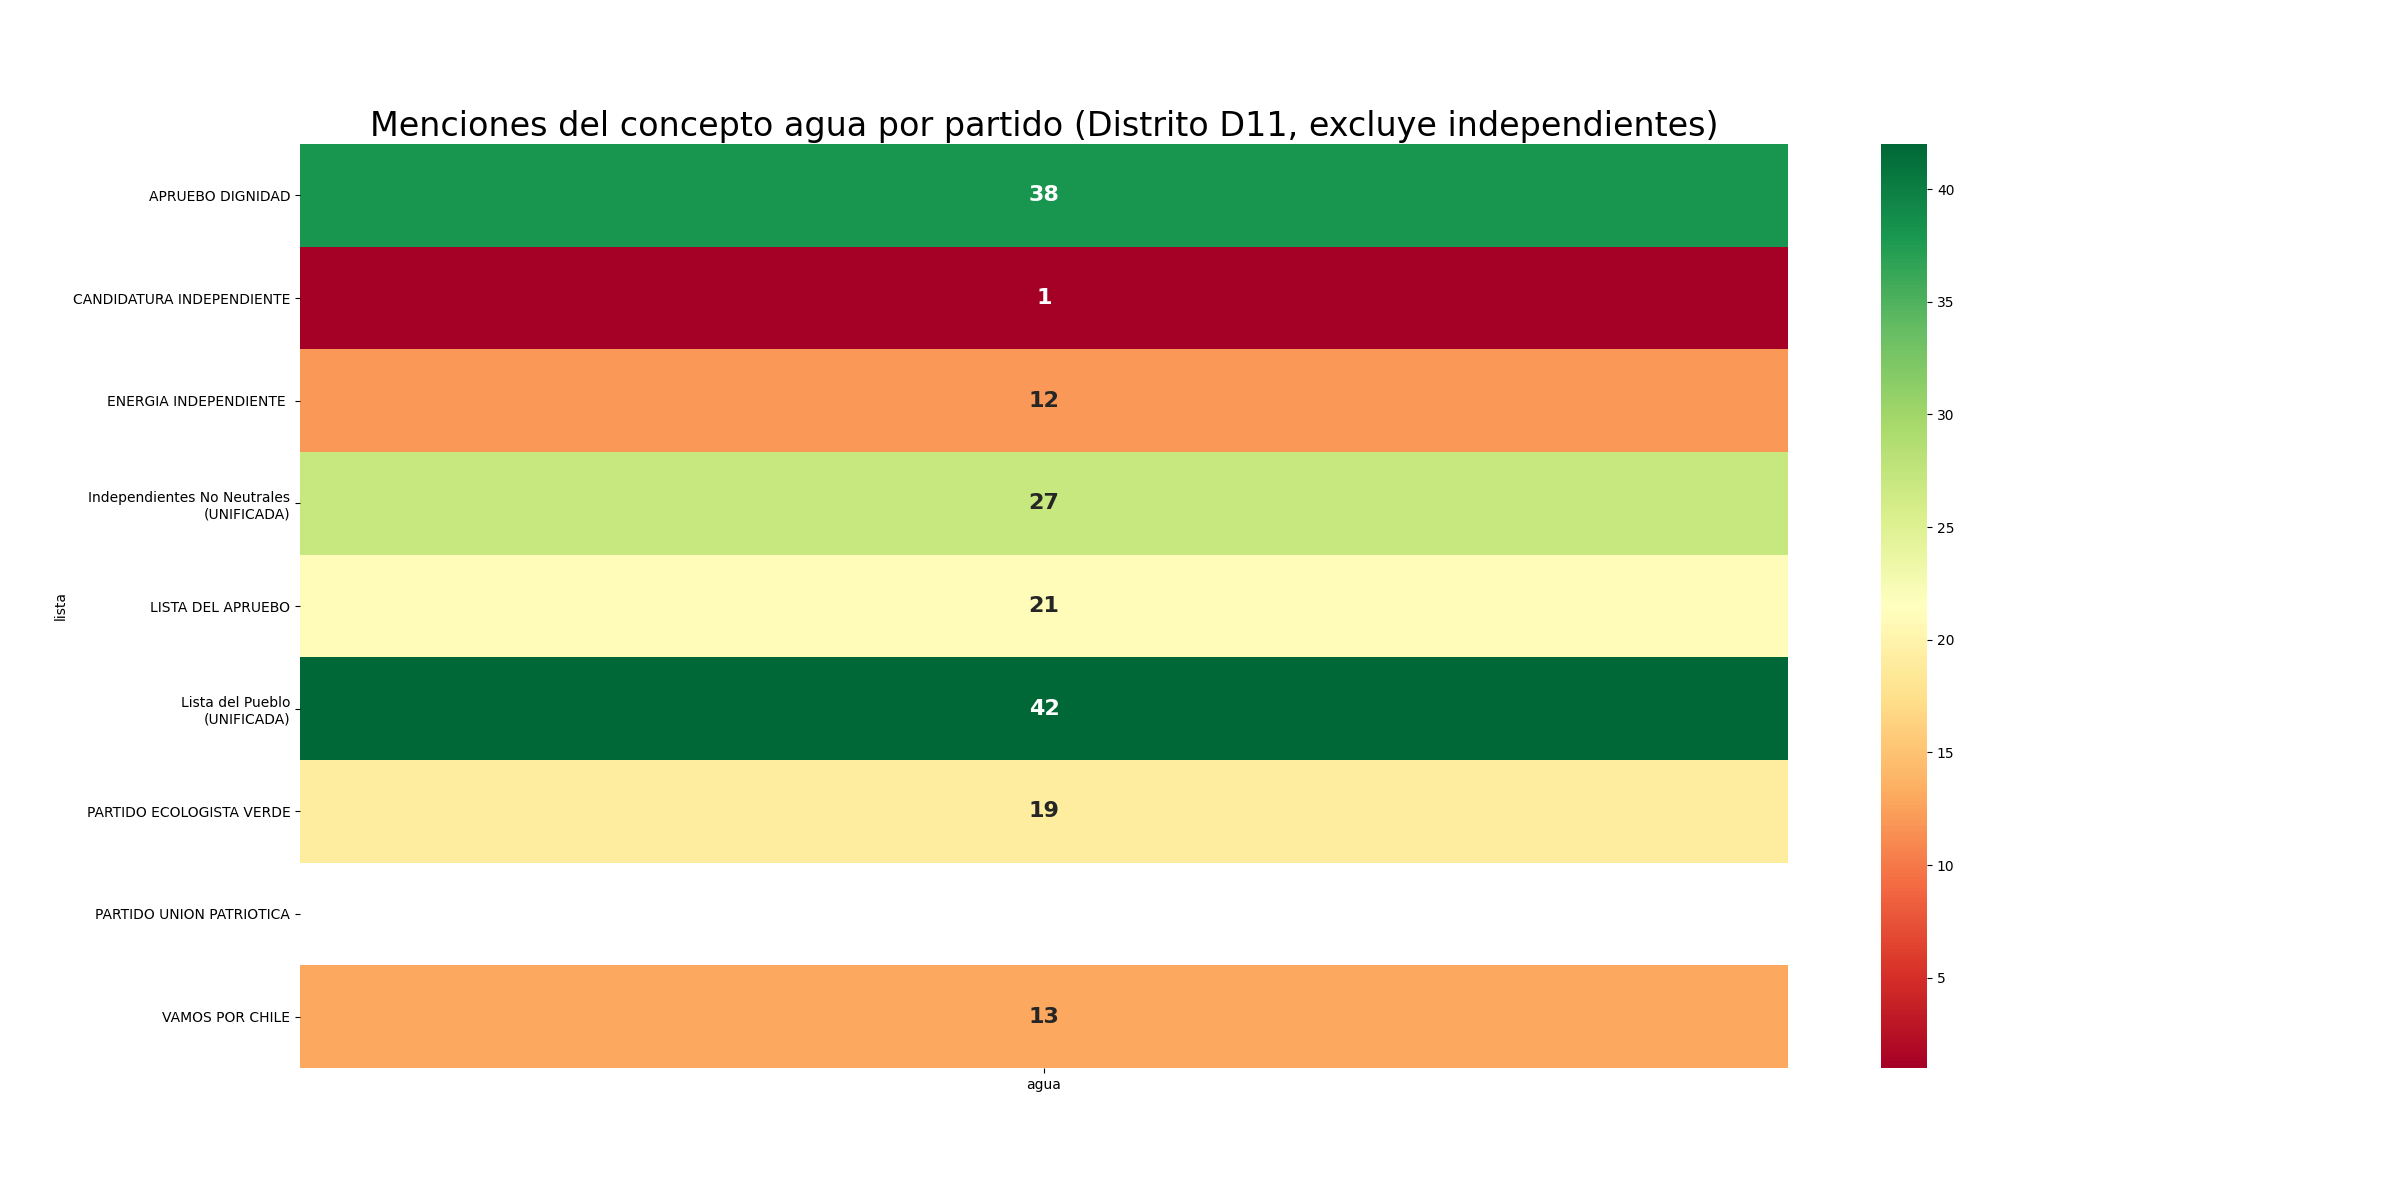 Menciones del concepto agua por partido (Distrito D11, excluye independientes)
APRUEBO DIGNIDAD
38
CANDIDATURA INDEPENDIENTE
1
ENERGIA INDEPENDIENTE
12
Independientes No Neutrales
(UNIFICADA)
27
LISTA DEL APRUEBO
21
Lista del Pueblo
(UNIFICADA)
42
PARTIDO ECOLOGISTA VERDE
19
PARTIDO UNION PATRIOTICA
VAMOS POR CHILE
13
lista
agua
40
35
30
25
20
15
10
5